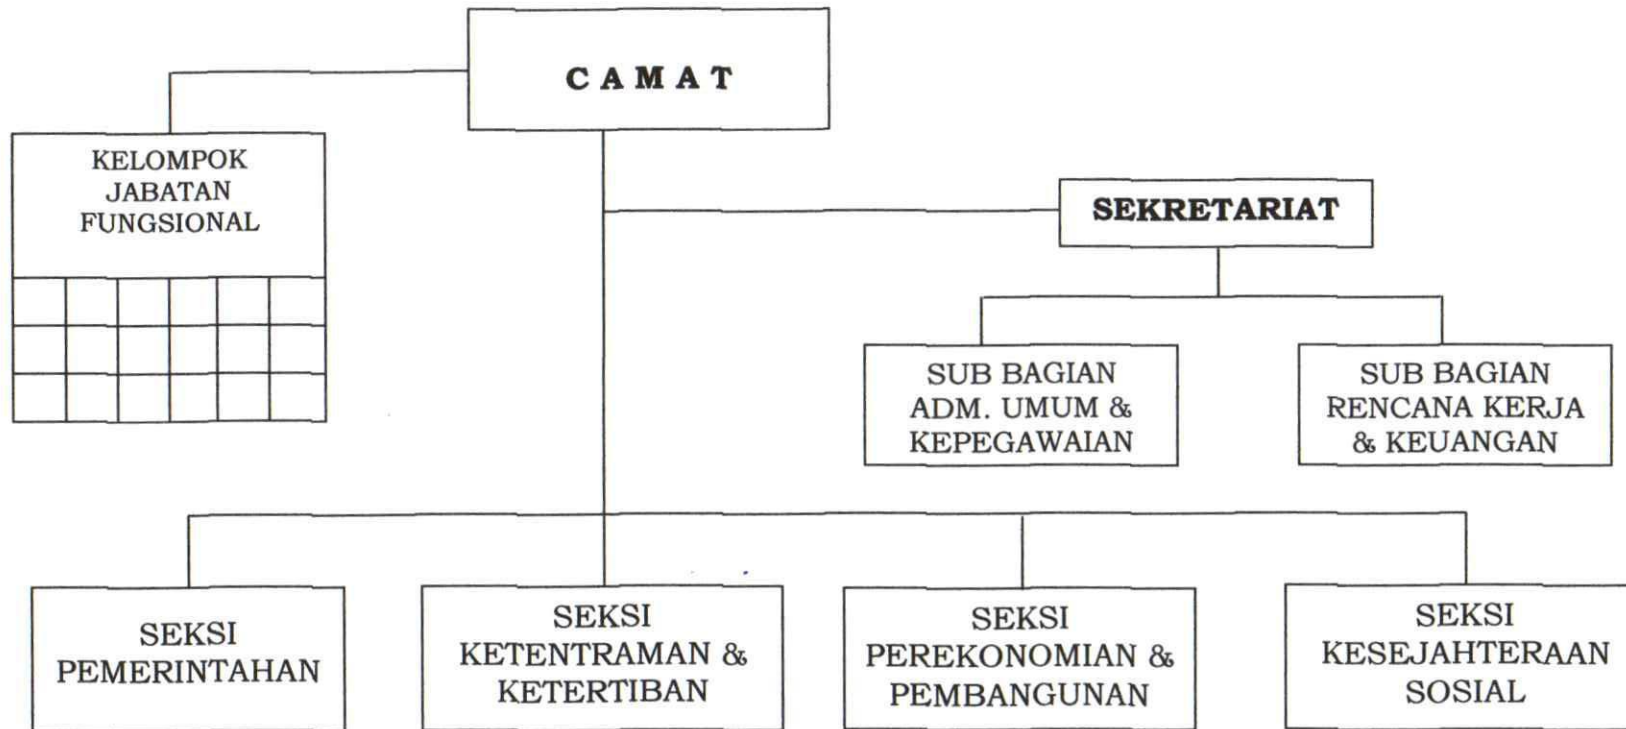 C A M A T
KELOMPOK
JABATAN
FUNGSIONAL
SEKRETARIAT
SUB BAGIAN
ADM. UMUM &
KEPEGAWAIAN
SUB BAGIAN
RENCANA KERJA
& KEUANGAN
SEKSI
PEMERINTAHAN
SEKSI
KETENTRAMAN &
KETERTIBAN
SEKSI
PEREKONOMIAN &
PEMBANGUNAN
SEKSI
KESEJAHTERAAN
SOSIAL